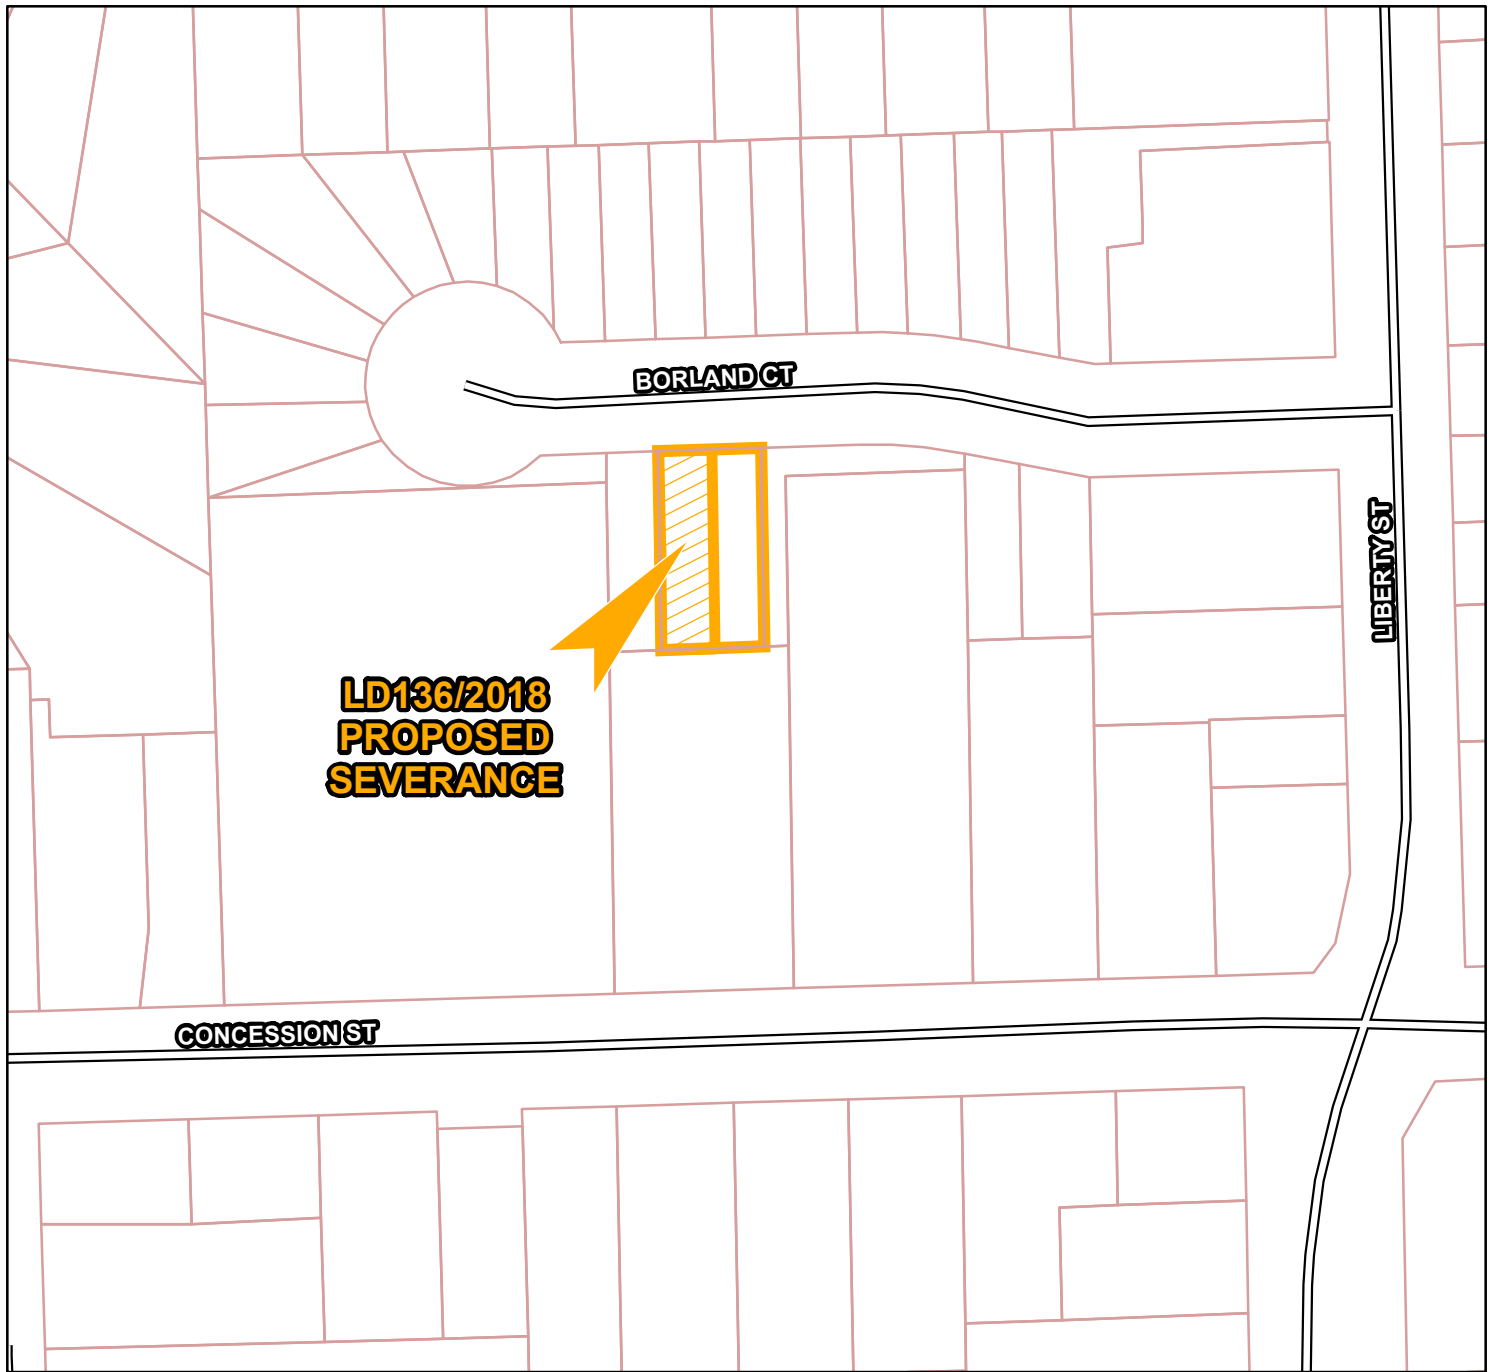 BORLAND CT
LIBERTY ST
LD136/2018
PROPOSED
SEVERANCE
CONCESSION ST